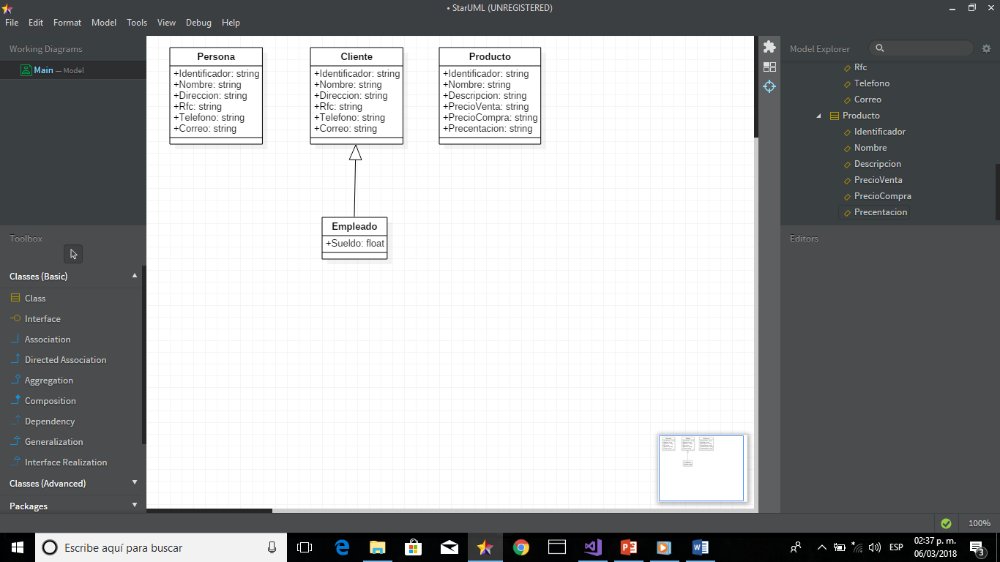 • StarUML (UNREGISTERED)
File Edit Format Model Tools View Debug Help
Working Diagrams
Main — Model
Toolbox
Classes (Basic)
Class
Interface
Association
Directed Association
Aggregation
Composition
Dependency
Generalization
Interface Realization
Classes (Advanced)
Packages
Persona
+Identificador: string
+Nombre: string
+Direccion: string
+Rfc: string
+Telefono: string
+Correo: string
Cliente
+Identificador: string
+Nombre: string
+Direccion: string
+Rfc: string
+Telefono: string
+Correo: string
Producto
+Identificador: string
+Nombre: string
+Descripcion: string
+PrecioVenta: string
+PrecioCompra: string
+Precentacion: string
Empleado
+Sueldo: float
Model Explorer
Rfc
Telefono
Correo
Producto
Identificador
Nombre
Descripcion
PrecioVenta
PrecioCompra
Precentacion
Editors
100%
Escribe aquí para buscar
ESP
02:37 p. m.
06/03/2018
3